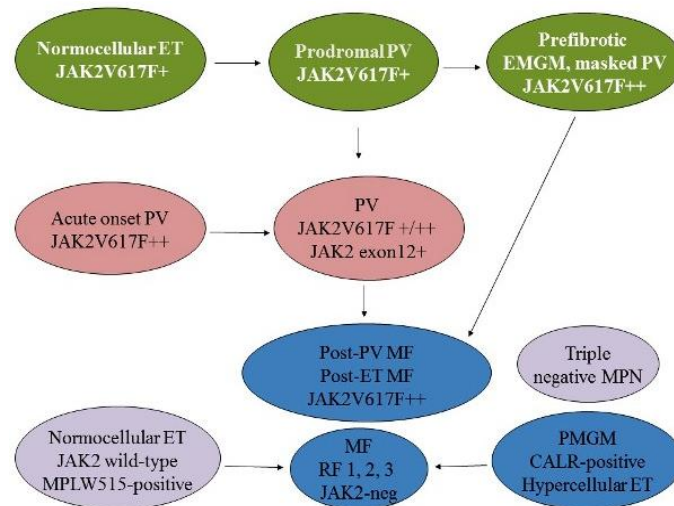 Normocellular ET
JAK2V617F+
Prodromal PV
JAK2V617F+
Prefibrotic
EMGM, masked PV
JAK2V617F++
Acute onset PV
JAK2V617F++
PV
JAK2V617F +/++
JAK2 exon12+
Post-PV MF
Post-ET MF
JAK2V617F++
Triple
negative MPN
Normocellular ET
JAK2 wild-type
MPLW515-positive
MF
RF 1, 2, 3
JAK2-neg
PMGM
CALR-positive
Hypercellular ET